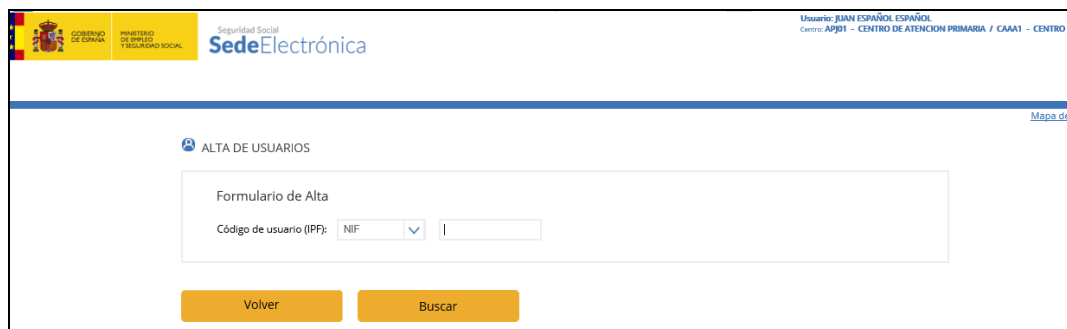 GOBIERNO
DE ESPAÑA
MINISTERIO
DE EMPLEO
Y SEGURIDAD SOCIAL
Seguridad Social
SedeElectrónica
Usuario: JUAN ESPAÑOL ESPAÑOL
Centro: APJ01 - CENTRO DE ATENCION PRIMARIA / CAAA1 - CENTRO
Mapa de
ALTA DE USUARIOS
Formulario de Alta
Código de usuario (IPF): NIF
Volver Buscar